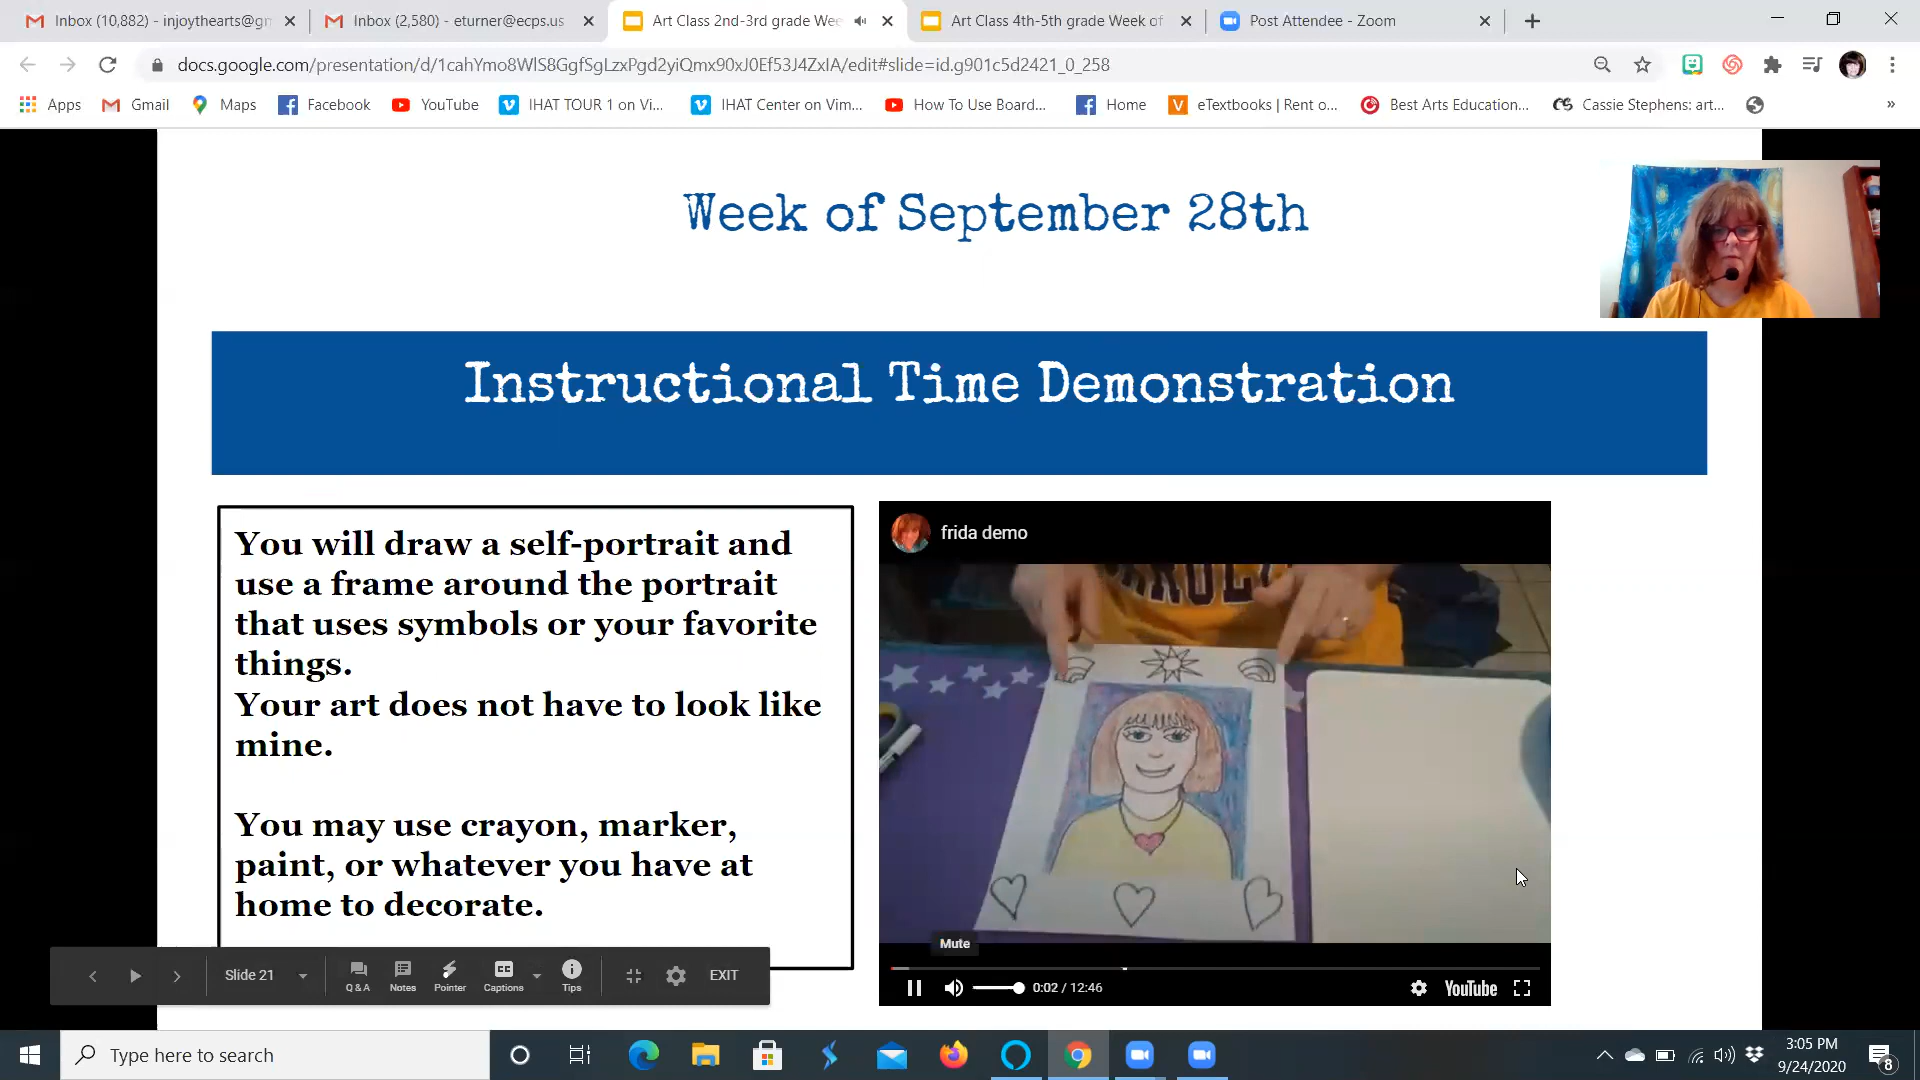 Inbox (10,882) - injoythearts@gm
Inbox (2,580) - eturner@ecps.us
Art Class 2nd-3rd grade Wee
Art Class 4th-5th grade Week of
Post Attendee - Zoom
docs.google.com/presentation/d/1cahYmo8WlS8GgfSgLzxPgd2yiQmx90xJ0Ef53J4ZxIA/edit#slide=id.g901c5d2421_0_258
Apps
Gmail
Maps
Facebook
YouTube
IHAT TOUR 1 on Vi...
IHAT Center on Vim...
How To Use Board...
Home
eTextbooks | Rent o...
Best Arts Education...
Cassie Stephens: art...
»
Week of September 28th
Instructional Time Demonstration
You will draw a self-portrait and
use a frame around the portrait
that uses symbols or your favorite
things.
Your art does not have to look like
mine.
You may use crayon, marker,
paint, or whatever you have at
home to decorate.
frida demo
Mute
0:02 / 12:46
YouTube
Slide 21
Q & A
Notes
Pointer
CC
Captions
Tips
EXIT
Type here to search
3:05 PM
9/24/2020
8